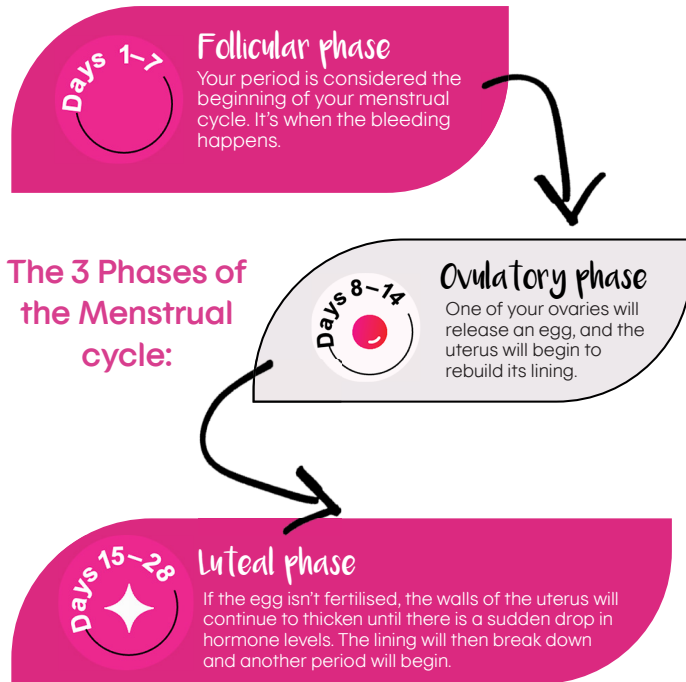 Days 1–7
Follicular phase
Your period is considered the
beginning of your menstrual
cycle. It's when the bleeding
happens.
The 3 Phases of
the Menstrual
cycle:
Days 8–14
Ovulatory phase
One of your ovaries will
release an egg, and the
uterus will begin to
rebuild its lining.
Days 15–28
Luteal phase
If the egg isn't fertilised, the walls of the uterus will
continue to thicken until there is a sudden drop in
hormone levels. The lining will then break down
and another period will begin.